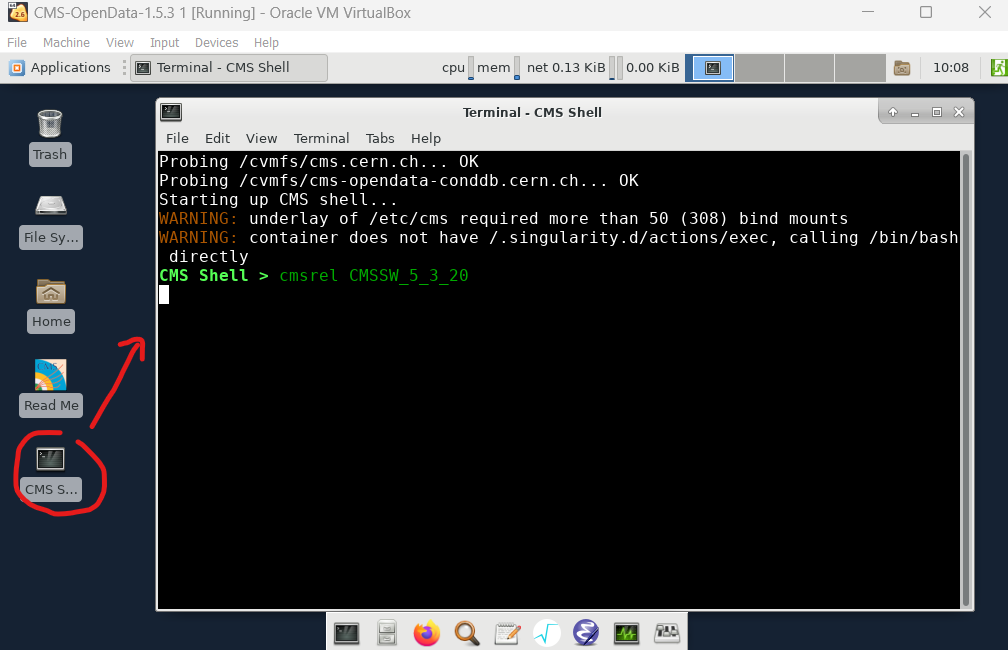 CMS-OpenData-1.5.3 1 [Running] - Oracle VM VirtualBox
File Machine View Input Devices Help
Applications Terminal - CMS Shell cpu mem net 0.13 KiB 0.00 KiB 10:08
Terminal - CMS Shell
File Edit View Terminal Tabs Help
Probing /cvmfs/cms.cern.ch... OK
Probing /cvmfs/cms-opendata-conddb.cern.ch... OK
Starting up CMS shell...
WARNING: underlay of /etc/cms required more than 50 (308) bind mounts
WARNING: container does not have /.singularity.d/actions/exec, calling /bin/bash
directly
CMS Shell > cmsrel CMSSW_5_3_20
Trash
File Sy...
Home
Read Me
CMS S...